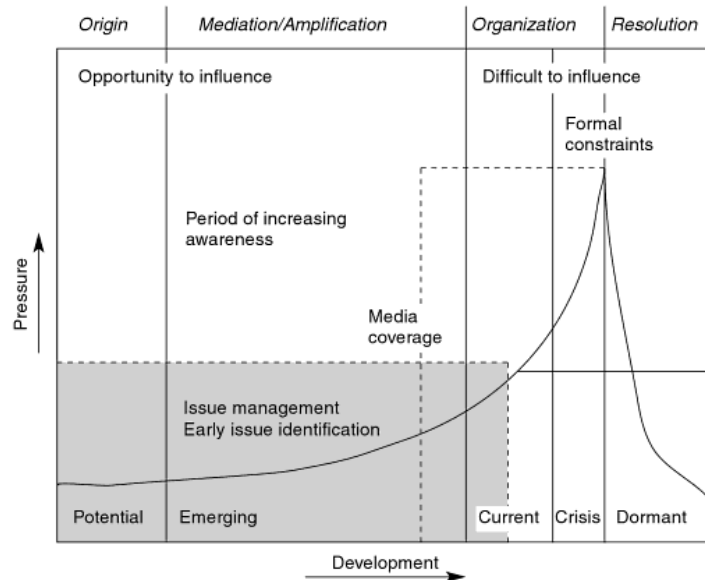 Origin
Mediation/Amplification
Organization
Resolution
Opportunity to influence
Difficult to influence
Formal
constraints
Period of increasing
awareness
Pressure
Media
coverage
Issue management
Early issue identification
Potential
Emerging
Current
Crisis
Dormant
Development